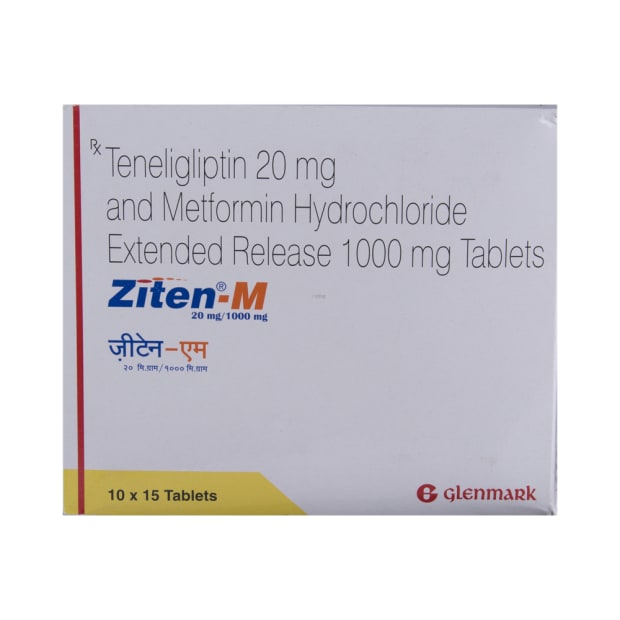 Rx Teneligliptin 20 mg
and Metformin Hydrochloride
Extended Release 1000 mg Tablets
Ziten®-M
20 mg/1000 mg
ज़ीटेन -एम
२० मि.ग्राम/१००० मि.ग्राम
10 x 15 Tablets
G glenmark